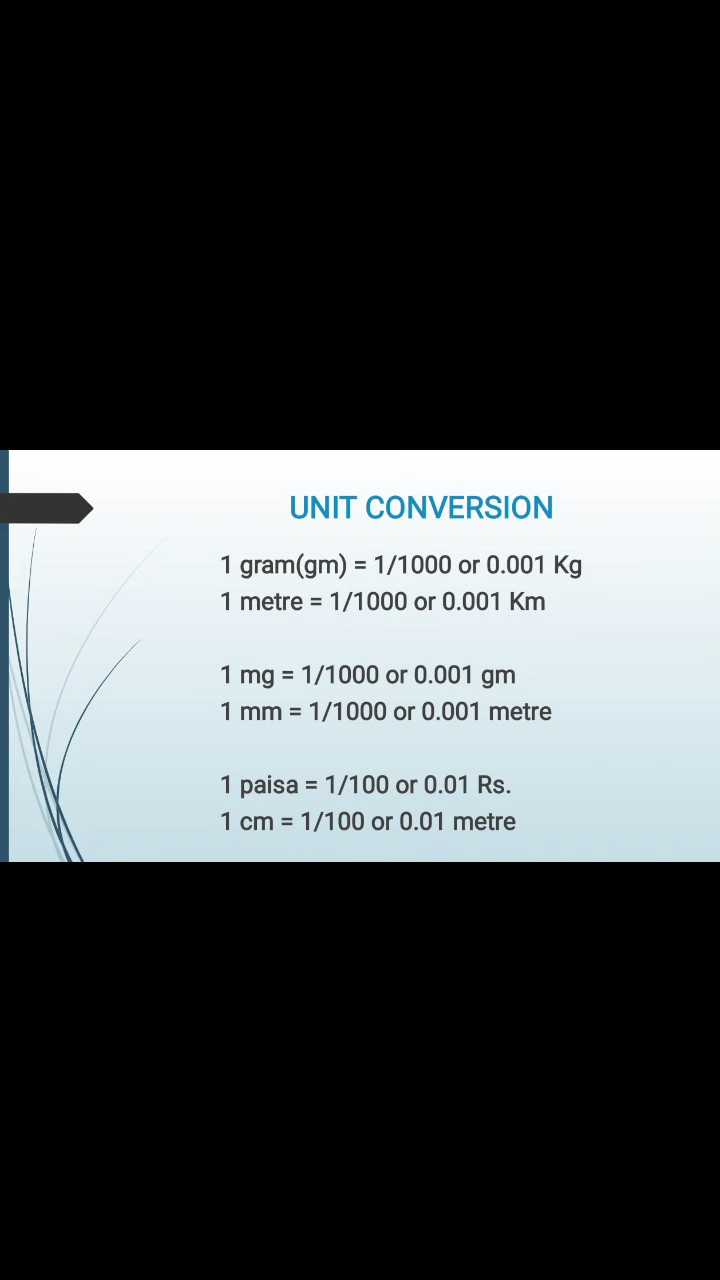 UNIT CONVERSION
1 gram(gm) = 1/1000 or 0.001 Kg
1 metre = 1/1000 or 0.001 Km
1 mg = 1/1000 or 0.001 gm
1 mm = 1/1000 or 0.001 metre
1 paisa = 1/100 or 0.01 Rs.
1 cm = 1/100 or 0.01 metre